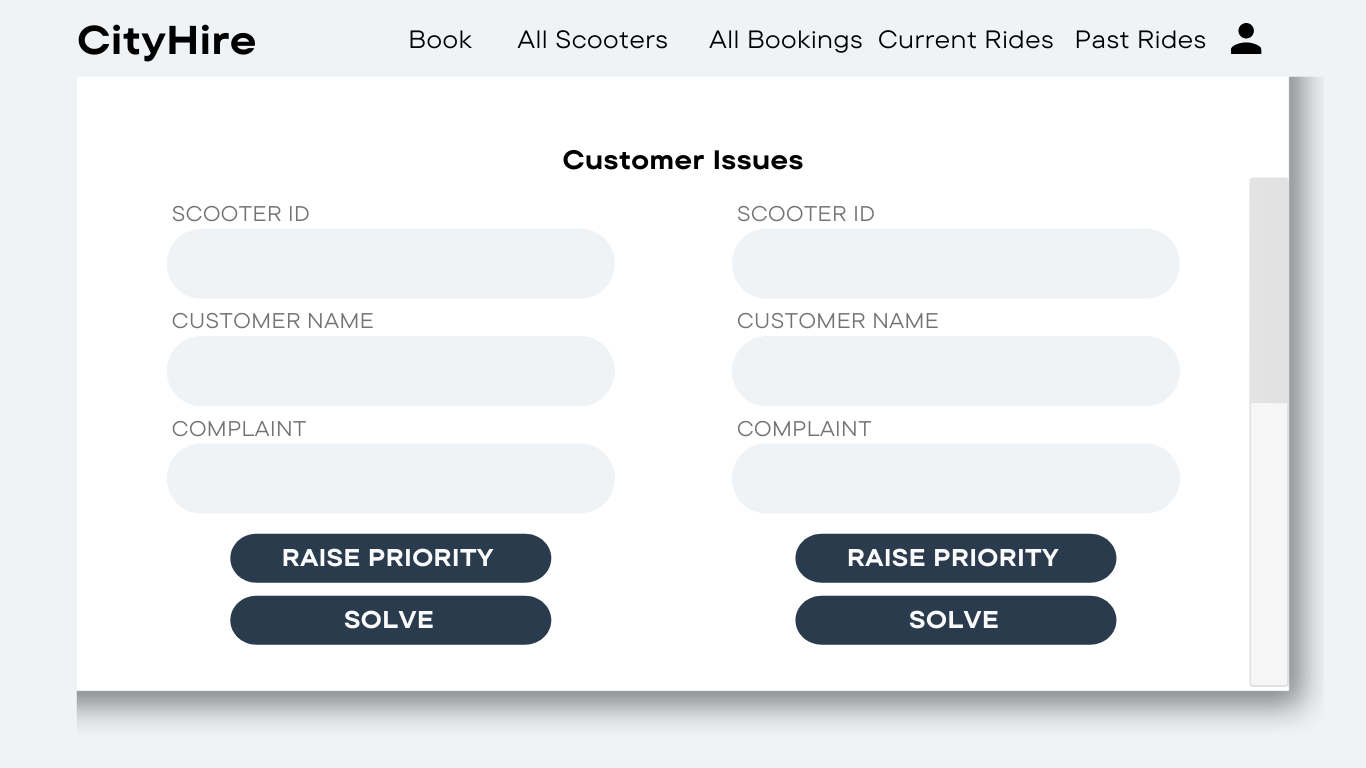 CityHire Book All Scooters All Bookings Current Rides Past Rides
Customer Issues
SCOOTER ID
CUSTOMER NAME
COMPLAINT
RAISE PRIORITY
SOLVE
SCOOTER ID
CUSTOMER NAME
COMPLAINT
RAISE PRIORITY
SOLVE